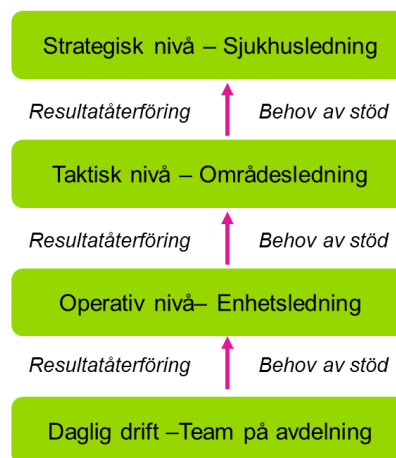 Strategisk nivå – Sjukhusledning
Resultatåterföring Behov av stöd
Taktisk nivå – Områdesledning
Resultatåterföring Behov av stöd
Operativ nivå– Enhetsledning
Resultatåterföring Behov av stöd
Daglig drift –Team på avdelning